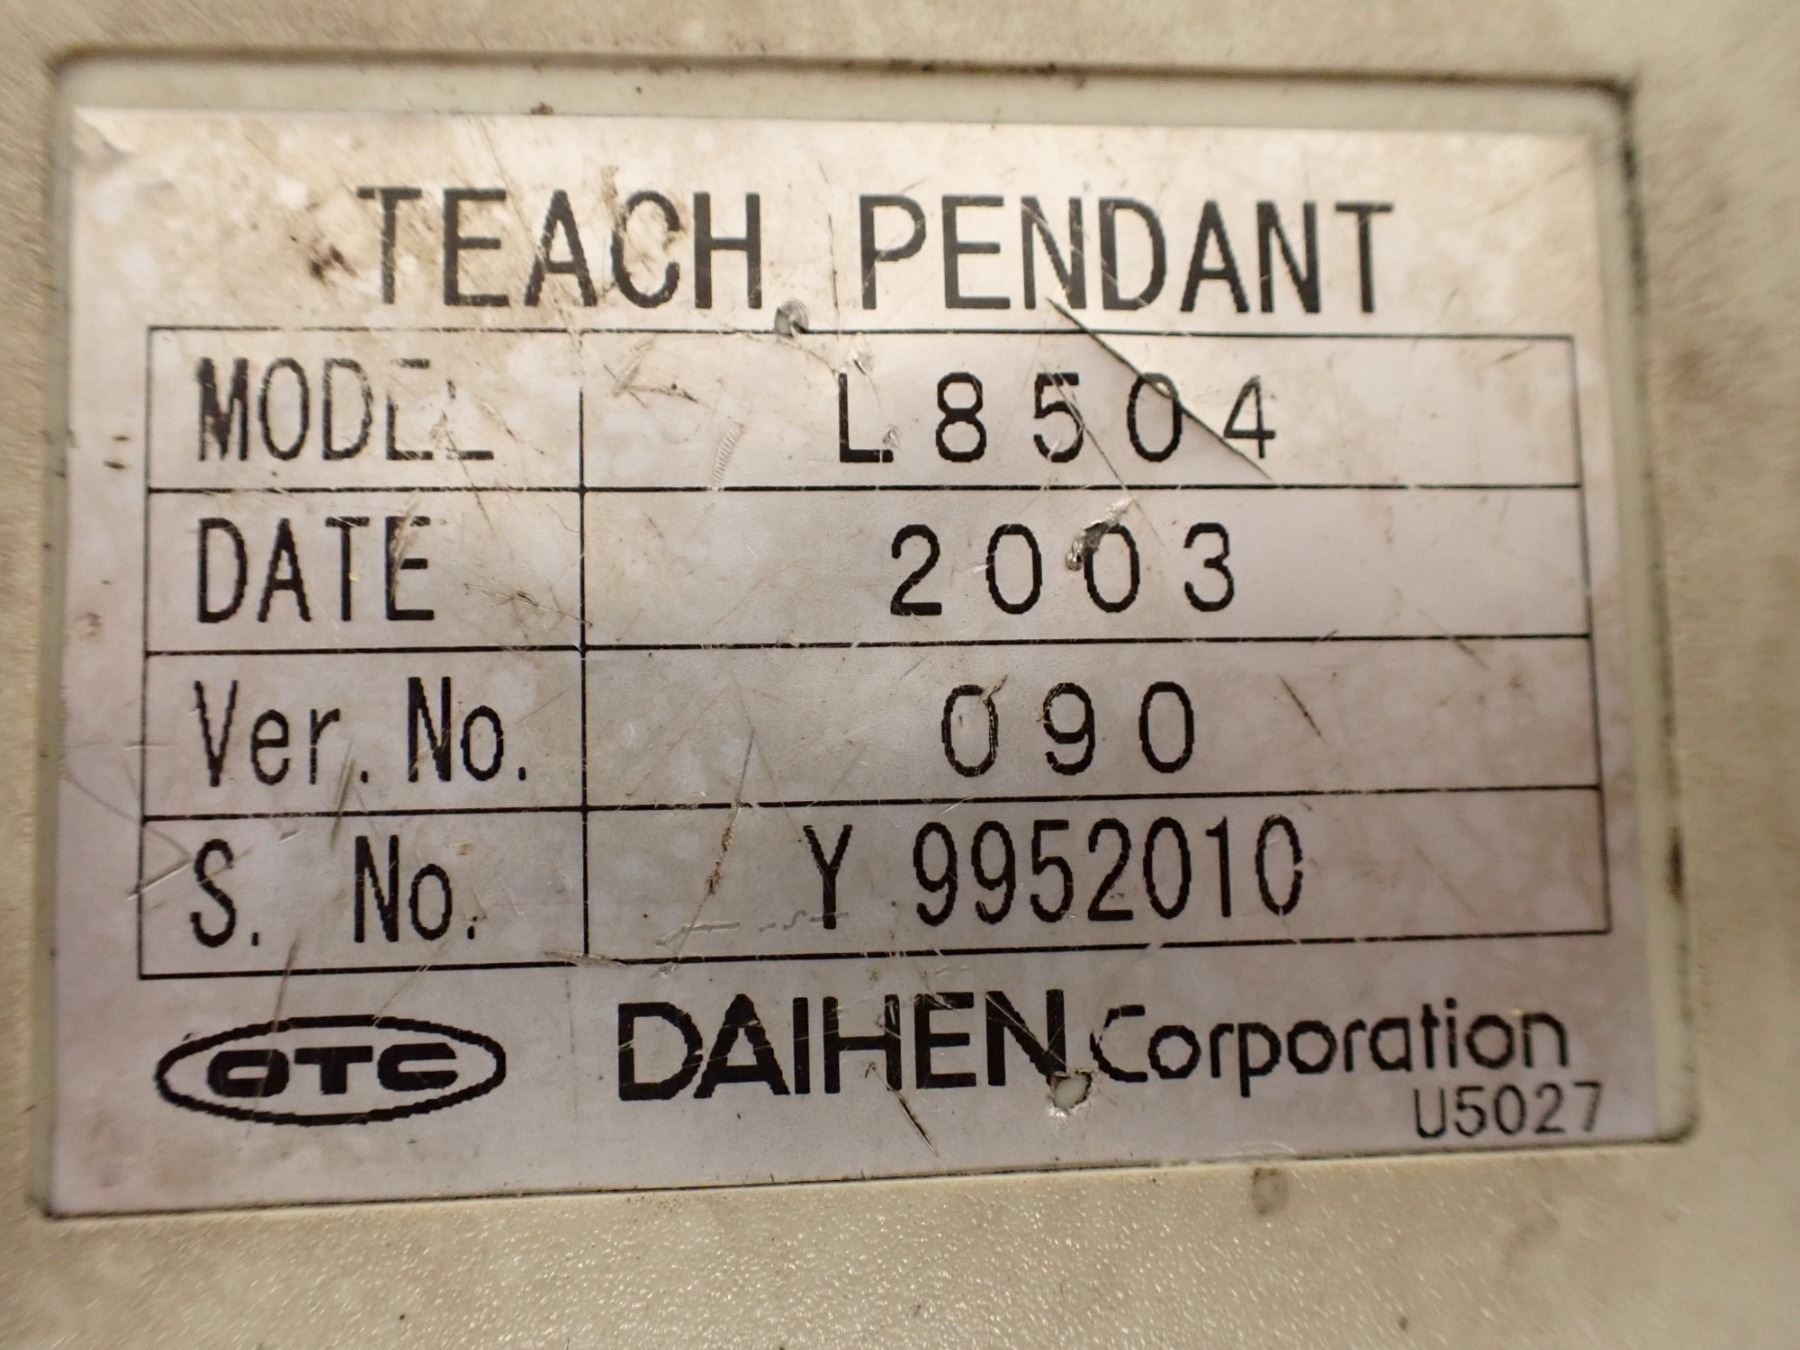 TEACH PENDANT
MODEL L8504
DATE 2003
Ver. No. 090
S. No. Y 9952010
OTC DAIHEN Corporation
U5027